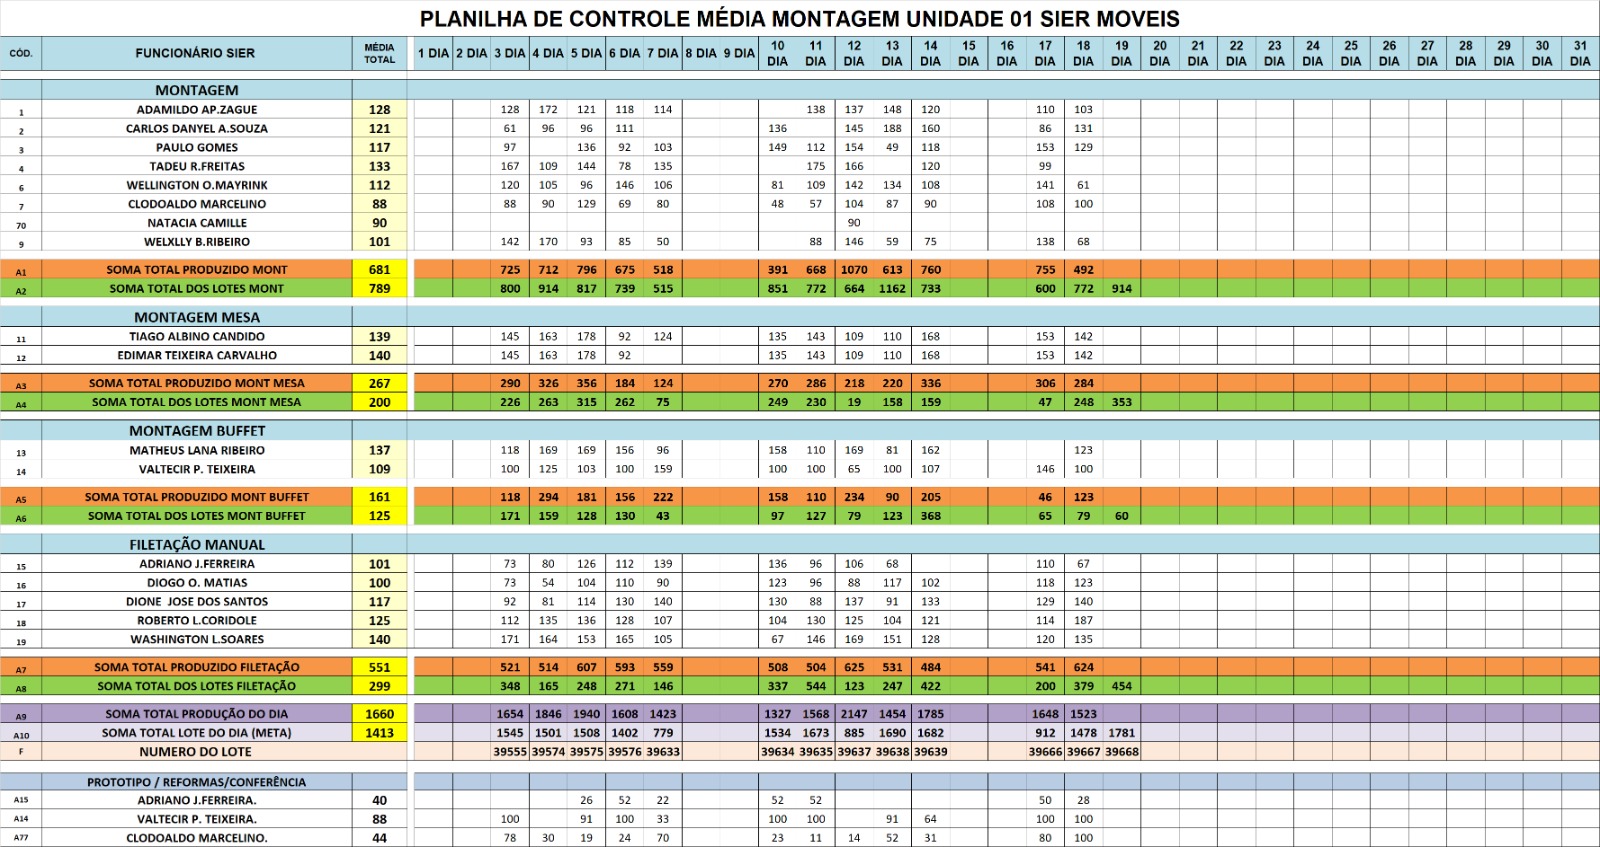 PLANILHA DE CONTROLE MÉDIA MONTAGEM UNIDADE 01 SIER MOVEIS
CÓD. FUNCIONÁRIO SIER MÉDIA TOTAL 1 DIA 2 DIA 3 DIA 4 DIA 5 DIA 6 DIA 7 DIA 8 DIA 9 DIA 10 DIA 11 DIA 12 DIA 13 DIA 14 DIA 15 DIA 16 DIA 17 DIA 18 DIA 19 DIA 20 DIA 21 DIA 22 DIA 23 DIA 24 DIA 25 DIA 26 DIA 27 DIA 28 DIA 29 DIA 30 DIA 31 DIA
MONTAGEM
1 ADAMILDO AP.ZAGUE 128 128 172 121 118 114 138 137 148 120 110 103
2 CARLOS DANYEL A.SOUZA 121 61 96 96 111 136 145 188 160 86 131
3 PAULO GOMES 117 97 136 92 103 149 112 154 49 118 153 129
4 TADEU R.FREITAS 133 167 109 144 78 135 175 166 120 99
6 WELLINGTON O.MAYRINK 112 120 105 96 146 106 81 109 142 134 108 141 61
7 CLODOALDO MARCELINO 88 88 90 129 69 80 48 57 104 87 90 108 100
70 NATACIA CAMILLE 90 90
9 WELXLLY B.RIBEIRO 101 142 170 93 85 50 88 146 59 75 138 68
A1 SOMA TOTAL PRODUZIDO MONT 681 725 712 796 675 518 391 668 1070 613 760 755 492
A2 SOMA TOTAL DOS LOTES MONT 789 800 914 817 739 515 851 772 664 1162 733 600 772 914
MONTAGEM MESA
11 TIAGO ALBINO CANDIDO 139 145 163 178 92 124 135 143 109 110 168 153 142
12 EDIMAR TEIXEIRA CARVALHO 140 145 163 178 92 135 143 109 110 168 153 142
A3 SOMA TOTAL PRODUZIDO MONT MESA 267 290 326 356 184 124 270 286 218 220 336 306 284
A4 SOMA TOTAL DOS LOTES MONT MESA 200 226 263 315 262 75 249 230 19 158 159 47 248 353
MONTAGEM BUFFET
13 MATHEUS LANA RIBEIRO 137 118 169 169 156 96 158 110 169 81 162 123
14 VALTECIR P. TEIXEIRA 109 100 125 103 100 159 100 100 65 100 107 146 100
A5 SOMA TOTAL PRODUZIDO MONT BUFFET 161 118 294 181 156 222 158 110 234 90 205 46 123
A6 SOMA TOTAL DOS LOTES MONT BUFFET 125 171 159 128 130 43 97 127 79 123 368 65 79 60
FILETAÇÃO MANUAL
15 ADRIANO J.FERREIRA 101 73 80 126 112 139 136 96 106 68 110 67
16 DIOGO O. MATIAS 100 73 54 104 110 90 123 96 88 117 102 118 123
17 DIONE JOSE DOS SANTOS 117 92 81 114 130 140 130 88 137 91 133 129 140
18 ROBERTO L.CORIDOLE 125 112 135 136 128 107 104 130 125 104 121 114 187
19 WASHINGTON L.SOARES 140 171 164 153 165 105 67 146 169 151 128 120 135
A7 SOMA TOTAL PRODUZIDO FILETAÇÃO 551 521 514 607 593 559 508 504 625 531 484 541 624
A8 SOMA TOTAL DOS LOTES FILETAÇÃO 299 348 165 248 271 146 337 544 123 247 422 200 379 454
A9 SOMA TOTAL PRODUÇÃO DO DIA 1660 1654 1846 1940 1608 1423 1327 1568 2147 1454 1785 1648 1523
A10 SOMA TOTAL LOTE DO DIA (META) 1413 1545 1501 1508 1402 779 1534 1673 885 1690 1682 912 1478 1781
F NUMERO DO LOTE 39555 39574 39575 39576 39633 39634 39635 39637 39638 39639 39666 39667 39668
PROTOTIPO / REFORMAS/CONFERÊNCIA
A15 ADRIANO J.FERREIRA. 40 26 52 22 52 52 50 28
A14 VALTECIR P. TEIXEIRA. 88 100 91 100 33 100 100 91 64 100 100
A77 CLODOALDO MARCELINO. 44 78 30 19 24 70 23 11 14 52 31 80 100